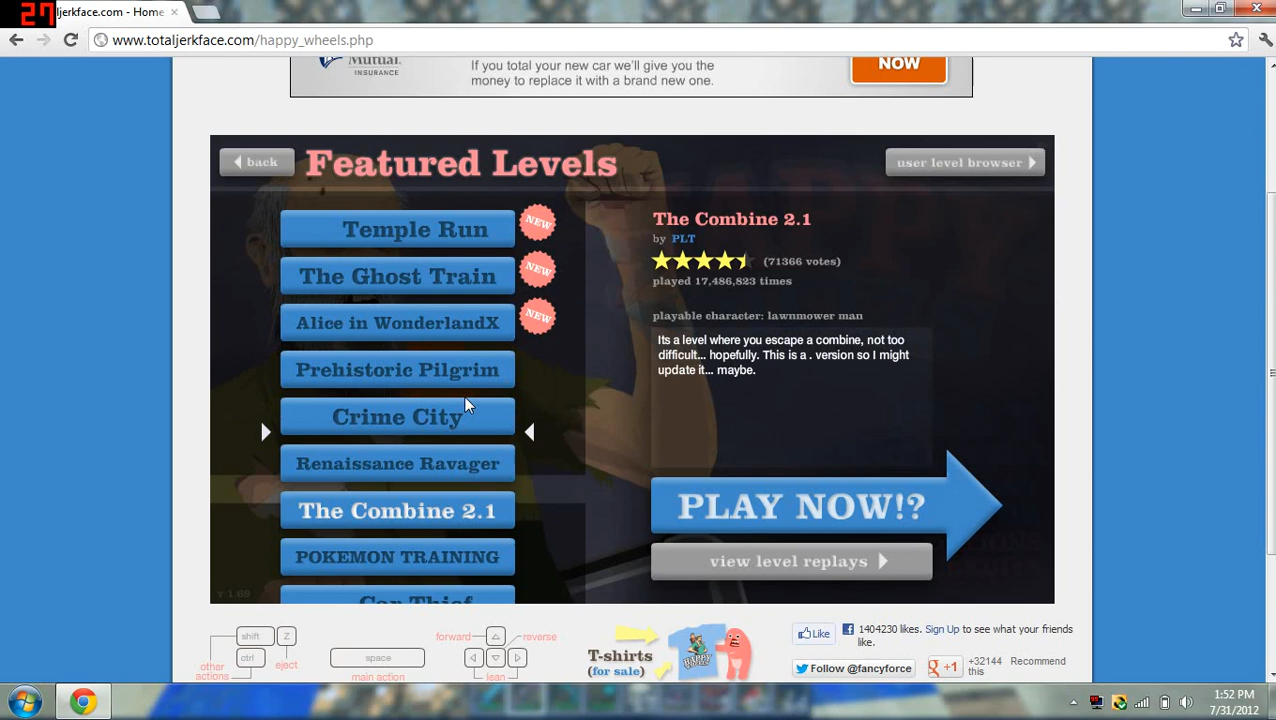 27
ljerkface.com - Home
www.totaljerkface.com/happy_wheels.php
Mutual
INSURANCE
If you total your new car we'll give you the
money to replace it with a brand new one.
NOW
back
Featured Levels
user level browser
Temple Run
NEW
The Ghost Train
NEW
Alice in WonderlandX
NEW
Prehistoric Pilgrim
Crime City
Renaissance Ravager
The Combine 2.1
POKEMON TRAINING
Car Thief
v 1.69
The Combine 2.1
by PLT
(71366 votes)
played 17,486,823 times
playable character: lawnmower man
Its a level where you escape a combine, not too
difficult... hopefully. This is a . version so I might
update it... maybe.
PLAY NOW!?
view level replays
shift
Z
ctrl
other
actions
eject
space
main action
forward
reverse
lean
T-shirts
(for sale)
HAPPY
Like
1404230 likes. Sign Up to see what your friends
like.
Follow @fancyforce
+1
+32144 Recommend
this
1:52 PM
7/31/2012